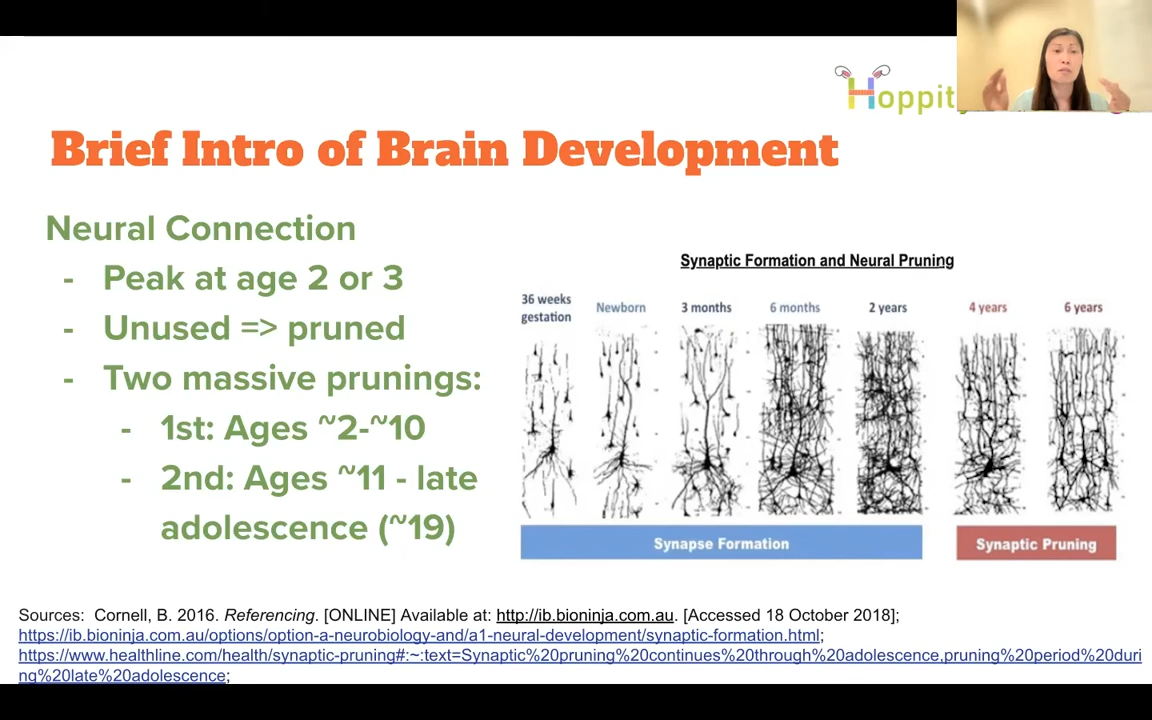 Hoppit
Brief Intro of Brain Development
Neural Connection
- Peak at age 2 or 3
- Unused => pruned
- Two massive prunings:
- 1st: Ages ~2-~10
- 2nd: Ages ~11 - late
adolescence (~19)
Synaptic Formation and Neural Pruning
36 weeks gestation Newborn 3 months 6 months 2 years 4 years 6 years
Synapse Formation Synaptic Pruning
Sources: Cornell, B. 2016. Referencing. [ONLINE] Available at: http://ib.bioninja.com.au. [Accessed 18 October 2018];
https://ib.bioninja.com.au/options/option-a-neurobiology-and/a1-neural-development/synaptic-formation.html;
https://www.healthline.com/health/synaptic-pruning#:~:text=Synaptic%20pruning%20continues%20through%20adolescence,pruning%20period%20duri
ng%20late%20adolescence;